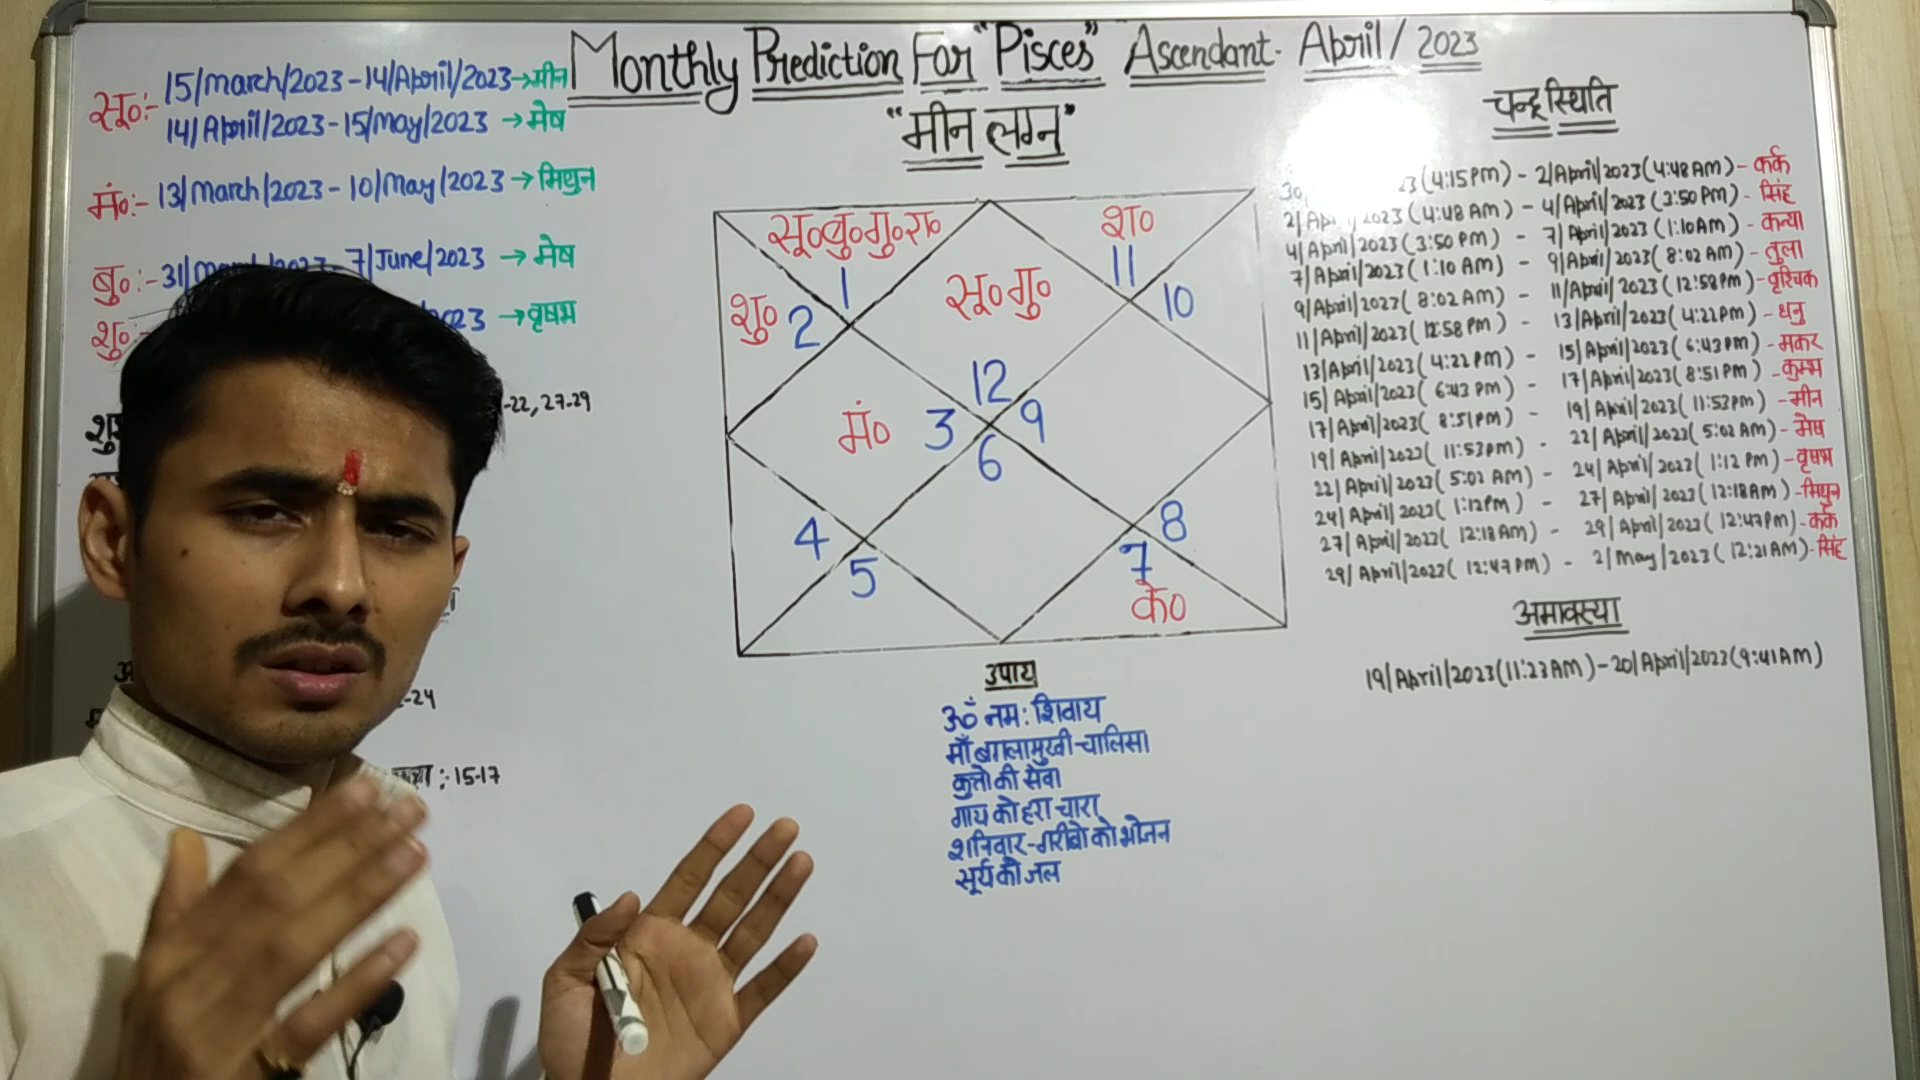 Monthly Prediction For "Pisces" Ascendant- April/2023
"मीन लग्न"
सू०:- 15/March/2023-14/April/2023→मीन
14/April/2023-15/May/2023 →मेष
मं०:- 13/March/2023-10/May/2023→मिथुन
बु०:-31/March/2023-7/June/2023 →मेष
शु०:- 023 →वृषभ
-22, 27-29
-24
: 15-17
सू०बु०गु०रा०
1
शु० 2
सू०गु०
12
श०
11
10
मं० 3
9
6
4
5
8
7
के०
उपाय
ॐ नम: शिवाय
माँ बगलामुखी-चालिसा
कुत्तो की सेवा
गाय को हरा-चारा
शनिवार-गरीबो को भोजन
सूर्य को जल
चन्द्र स्थिति
30/ 23(4:15PM) - 2/April/2023(4:48AM)-कर्क
2/Apr 2023(4:48AM) - 4/April/2023(3:50PM)- सिंह
4/April/2023(3:50PM) - 7/April/2023(1:10AM)- कन्या
7/April/2023(1:10AM) - 9/April/2023(8:02AM)-तुला
9/April/2023(8:02AM) - 11/April/2023(12:58PM)-वृश्चिक
11/April/2023(12:58PM) - 13/April/2023(4:22PM)-धनु
13/April/2023(4:22PM) - 15/April/2023(6:43PM)-मकर
15/April/2023(6:43PM) - 17/April/2023(8:51PM)-कुम्भ
17/April/2023(8:51PM) - 19/April/2023(11:53PM)-मीन
19/April/2023(11:53PM) - 22/April/2023(5:02AM)-मेष
22/April/2023(5:02AM) - 24/April/2023(1:12PM)-वृषभ
24/April/2023(1:12PM) - 27/April/2023(12:18AM)-मिथुन
27/April/2023(12:18AM) - 29/April/2023(12:47PM)-कर्क
29/April/2023(12:47PM) - 2/May/2023(12:21AM)-सिंह
अमावस्या
19/April/2023(11:23AM)-20/April/2023(9:41AM)